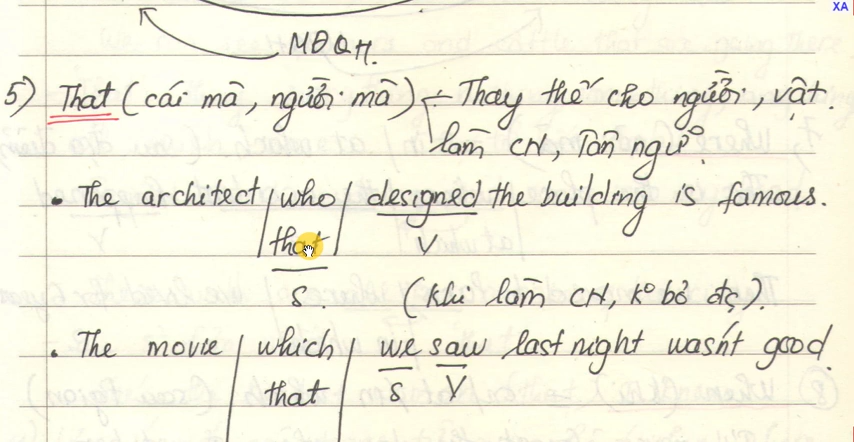 XA
MĐQH.
5) That (cái mà, người mà) - Thay thế cho người, vật.
làm CN, Tân ngữ.
• The architect | who | designed the building is famous.
that V
S. (Khi làm CN, ko bỏ đc).
• The movie | which | we saw last night wasn't good.
that S V